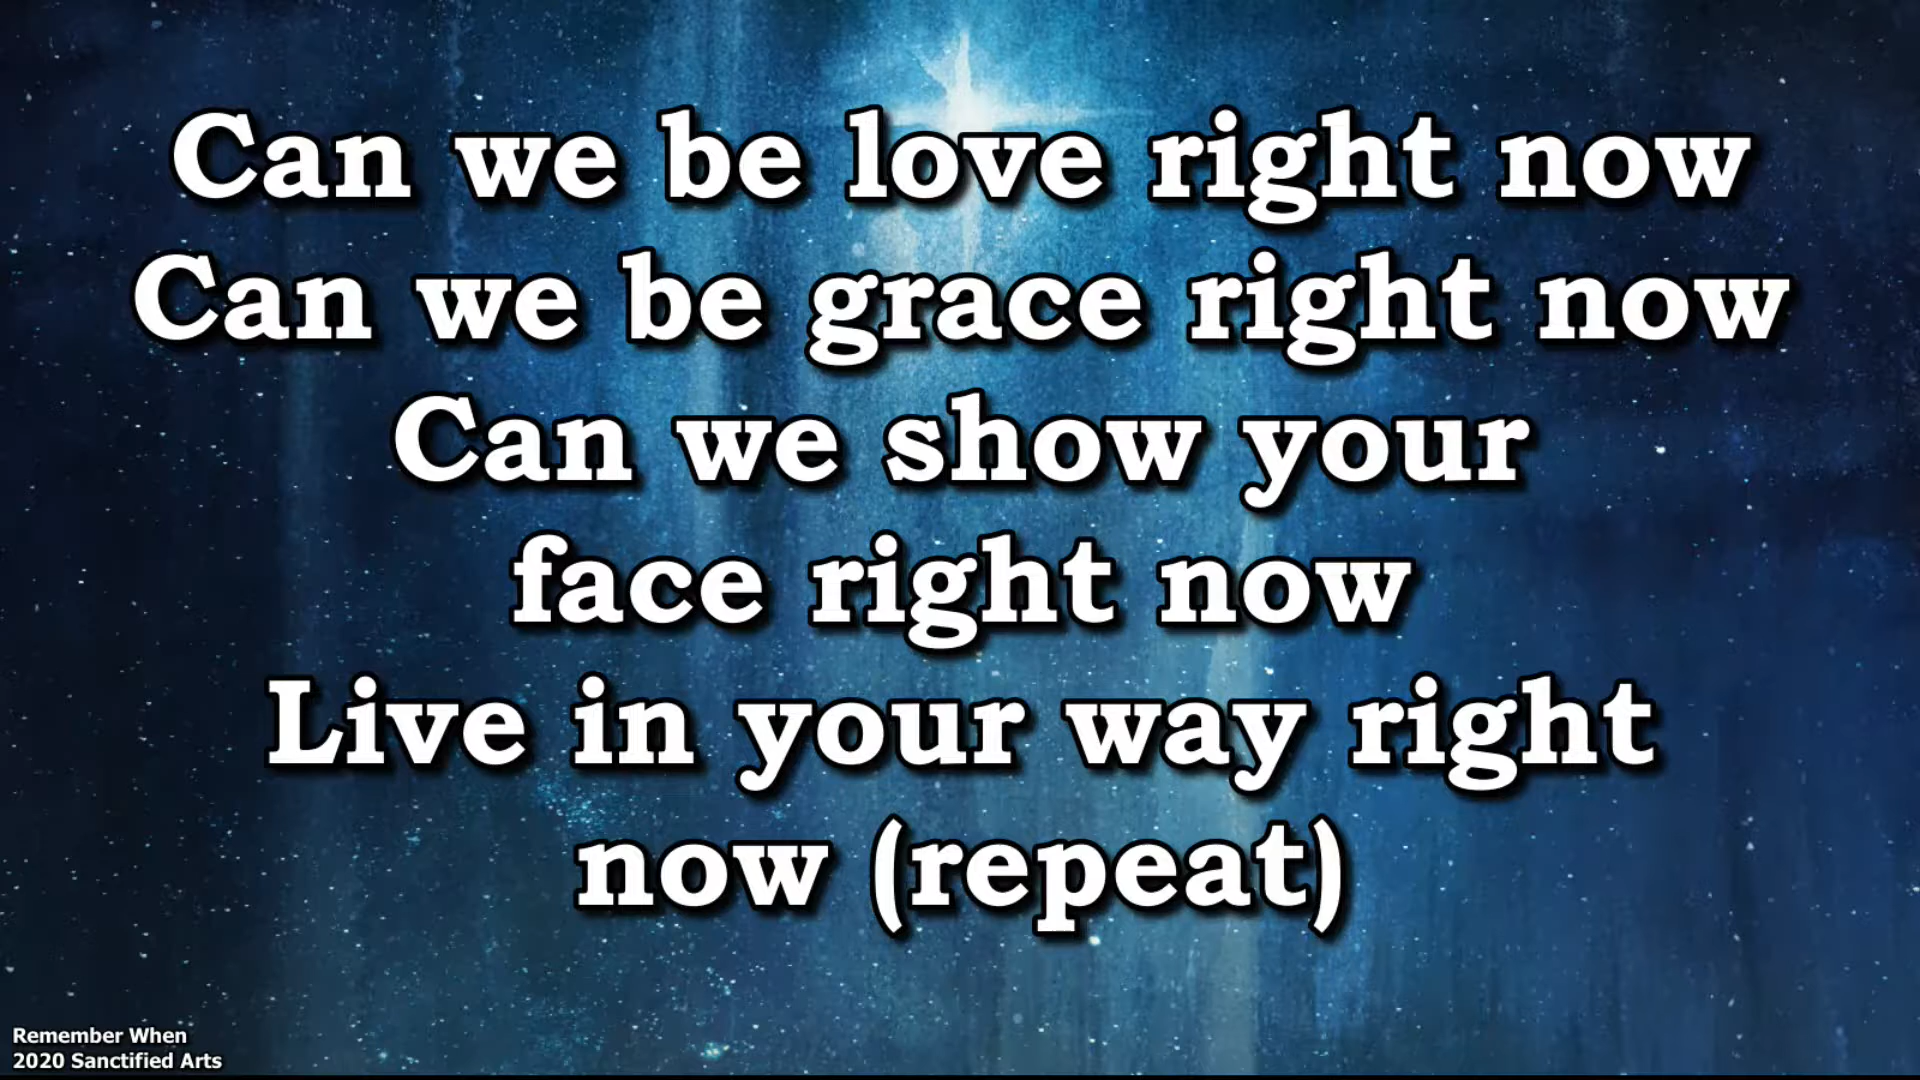 Can we be love right now
Can we be grace right now
Can we show your
face right now
Live in your way right
now (repeat)
Remember When
2020 Sanctified Arts